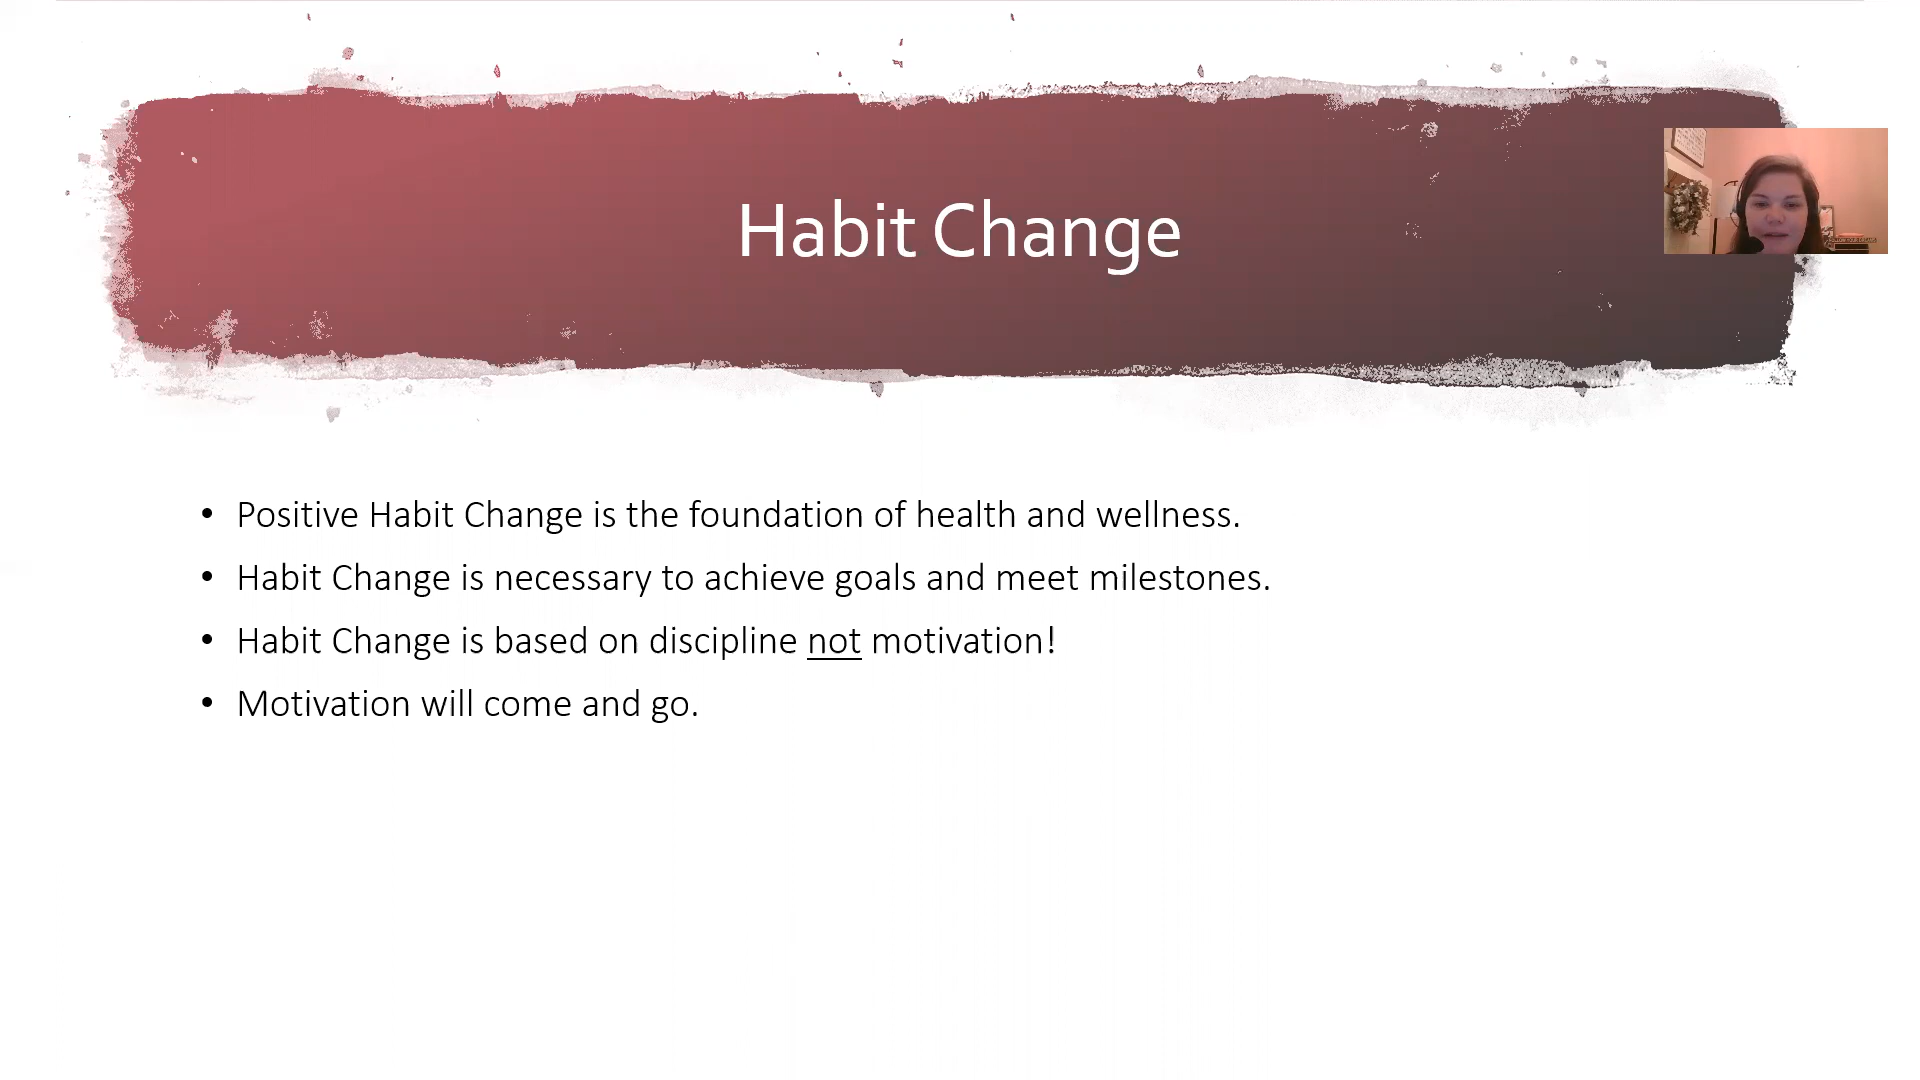 Habit Change
• Positive Habit Change is the foundation of health and wellness.
• Habit Change is necessary to achieve goals and meet milestones.
• Habit Change is based on discipline not motivation!
• Motivation will come and go.